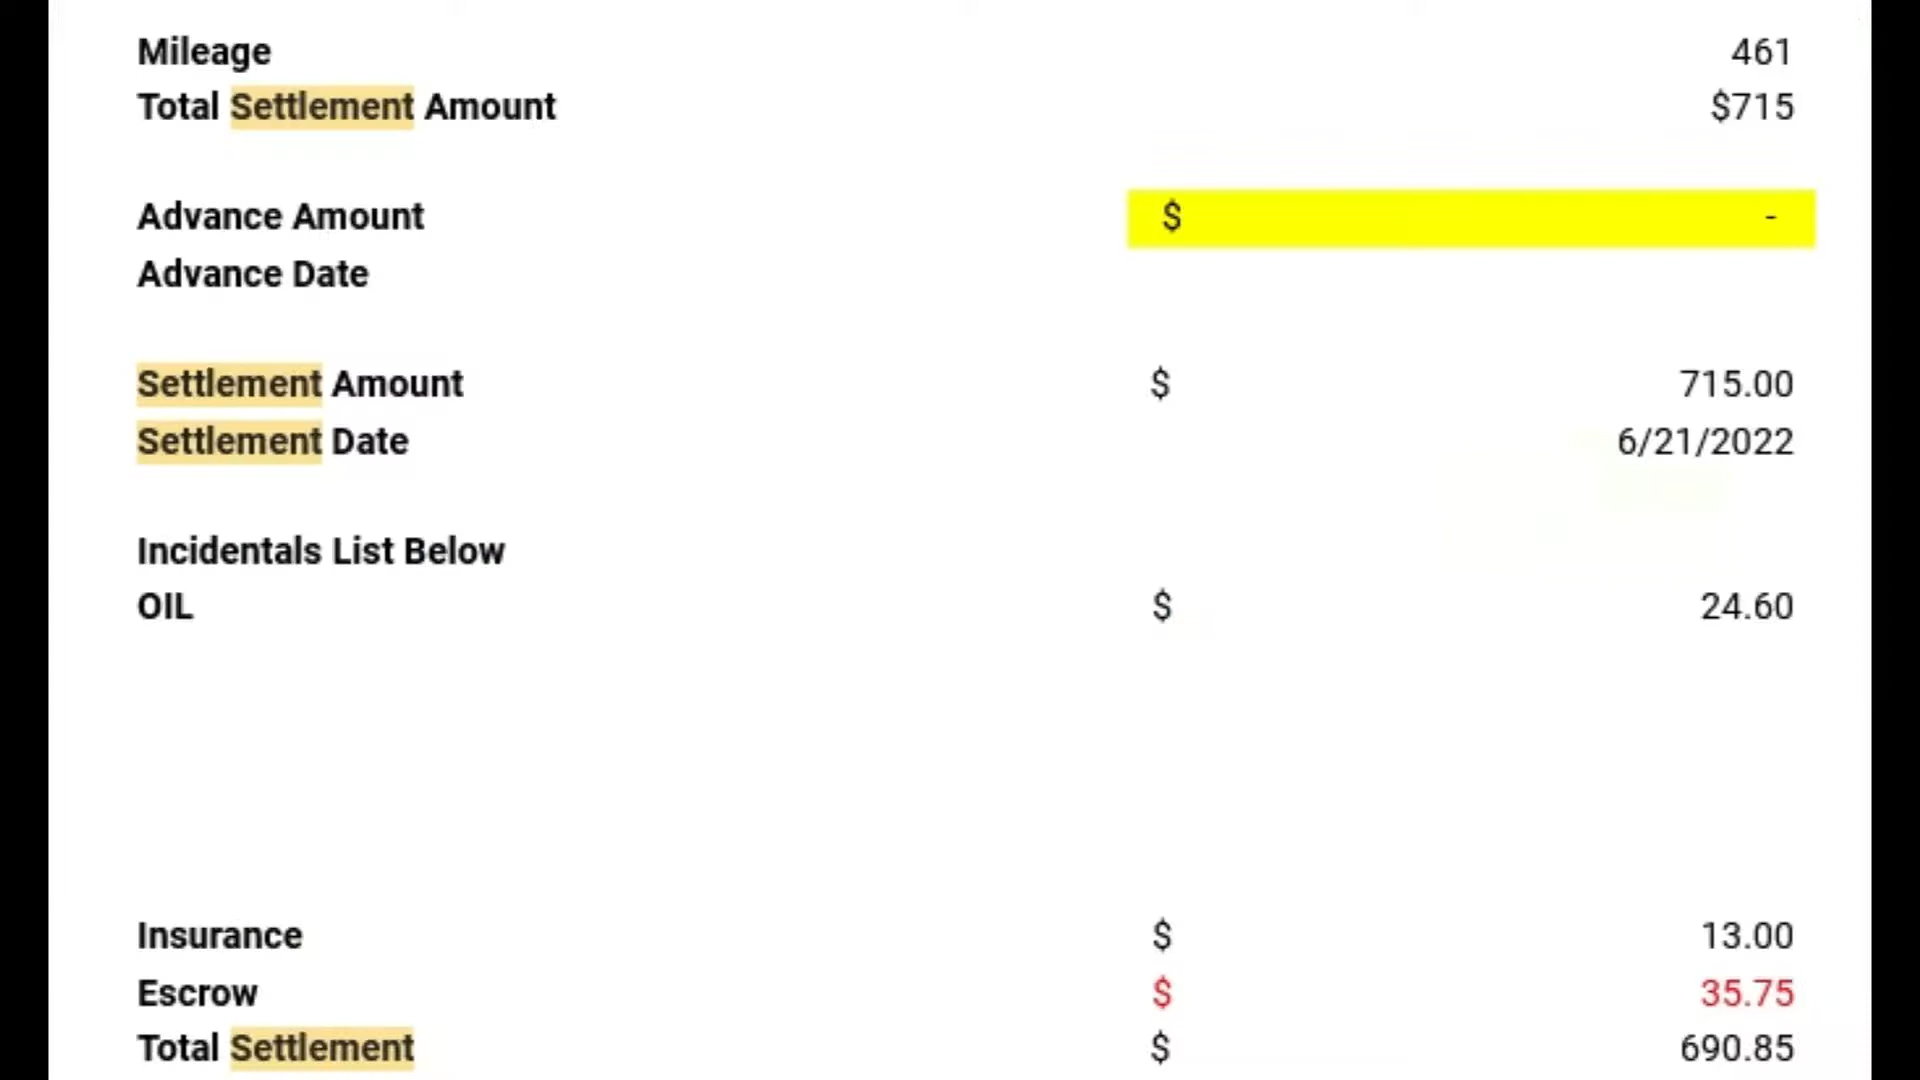 Mileage 461
Total Settlement Amount $715
Advance Amount $ -
Advance Date
Settlement Amount $ 715.00
Settlement Date 6/21/2022
Incidentals List Below
OIL $ 24.60
Insurance $ 13.00
Escrow $ 35.75
Total Settlement $ 690.85